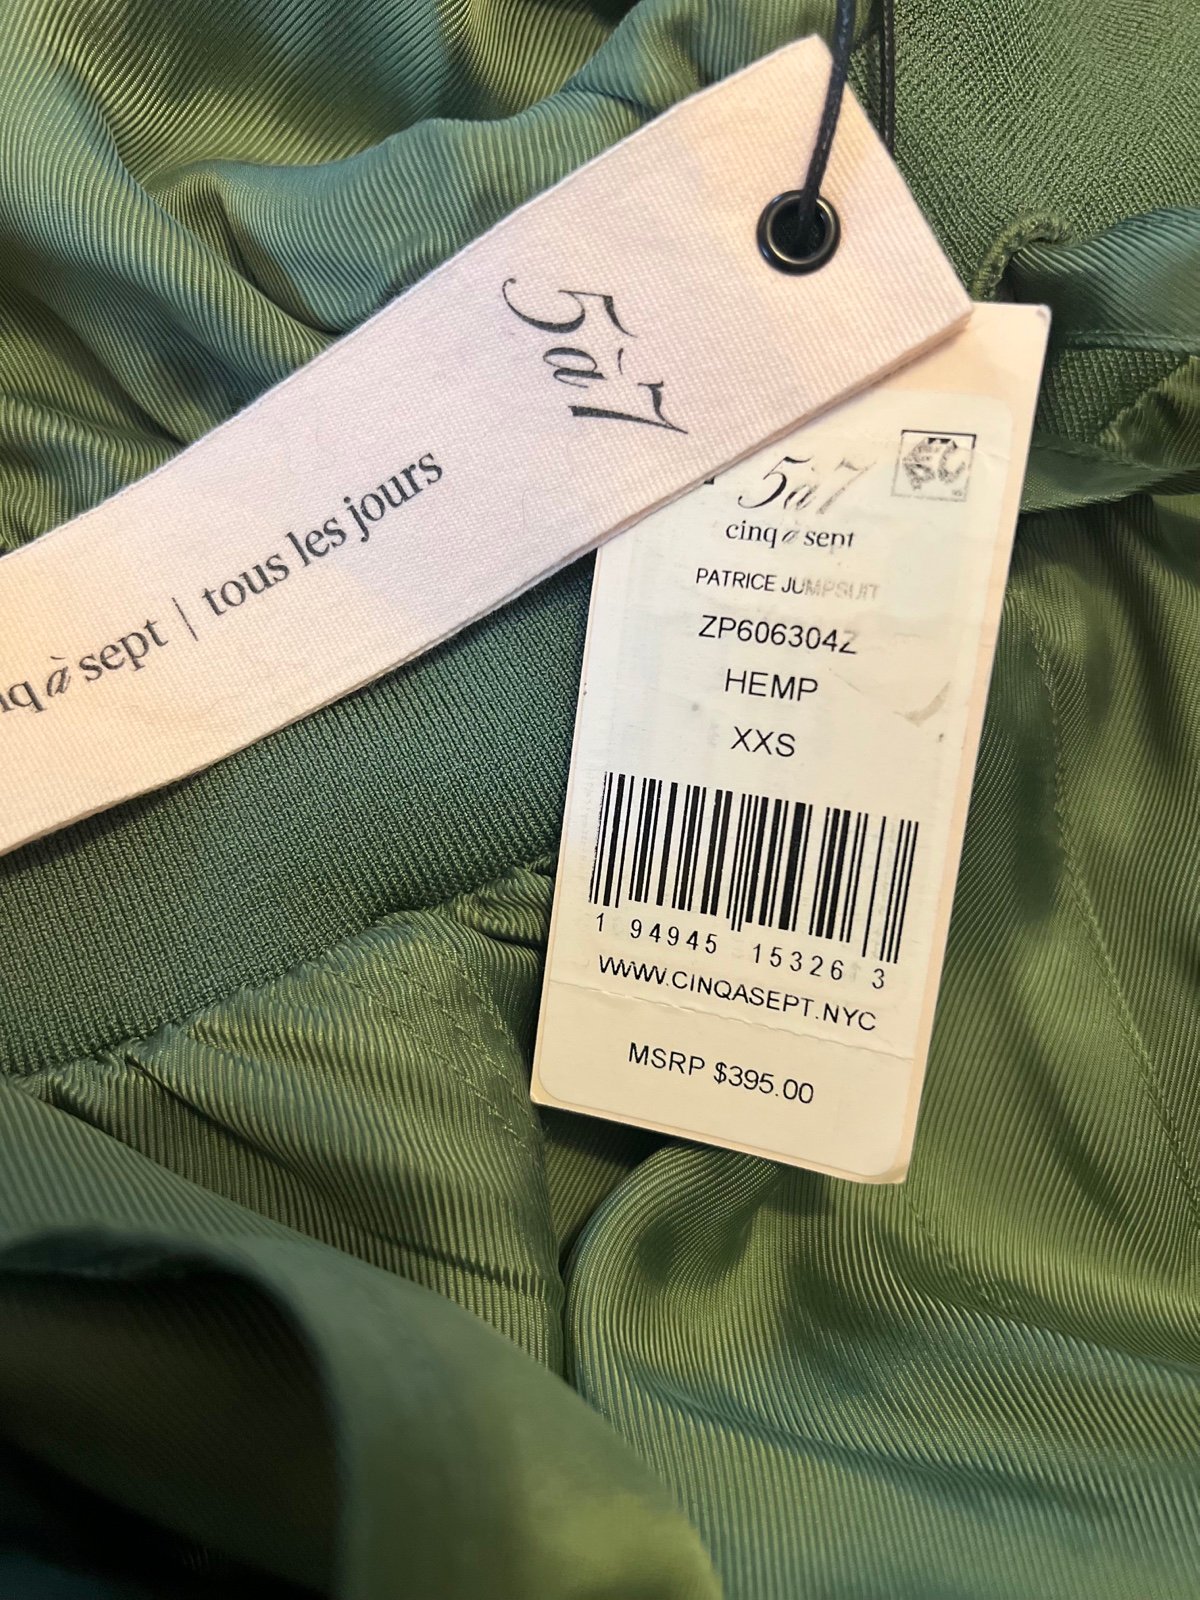 5à7
cinq à sept | tous les jours
5à7
cinq à sept
PATRICE JUMPSUIT
ZP606304Z
HEMP
XXS
1 94945 15326 3
WWW.CINQASEPT.NYC
MSRP $395.00